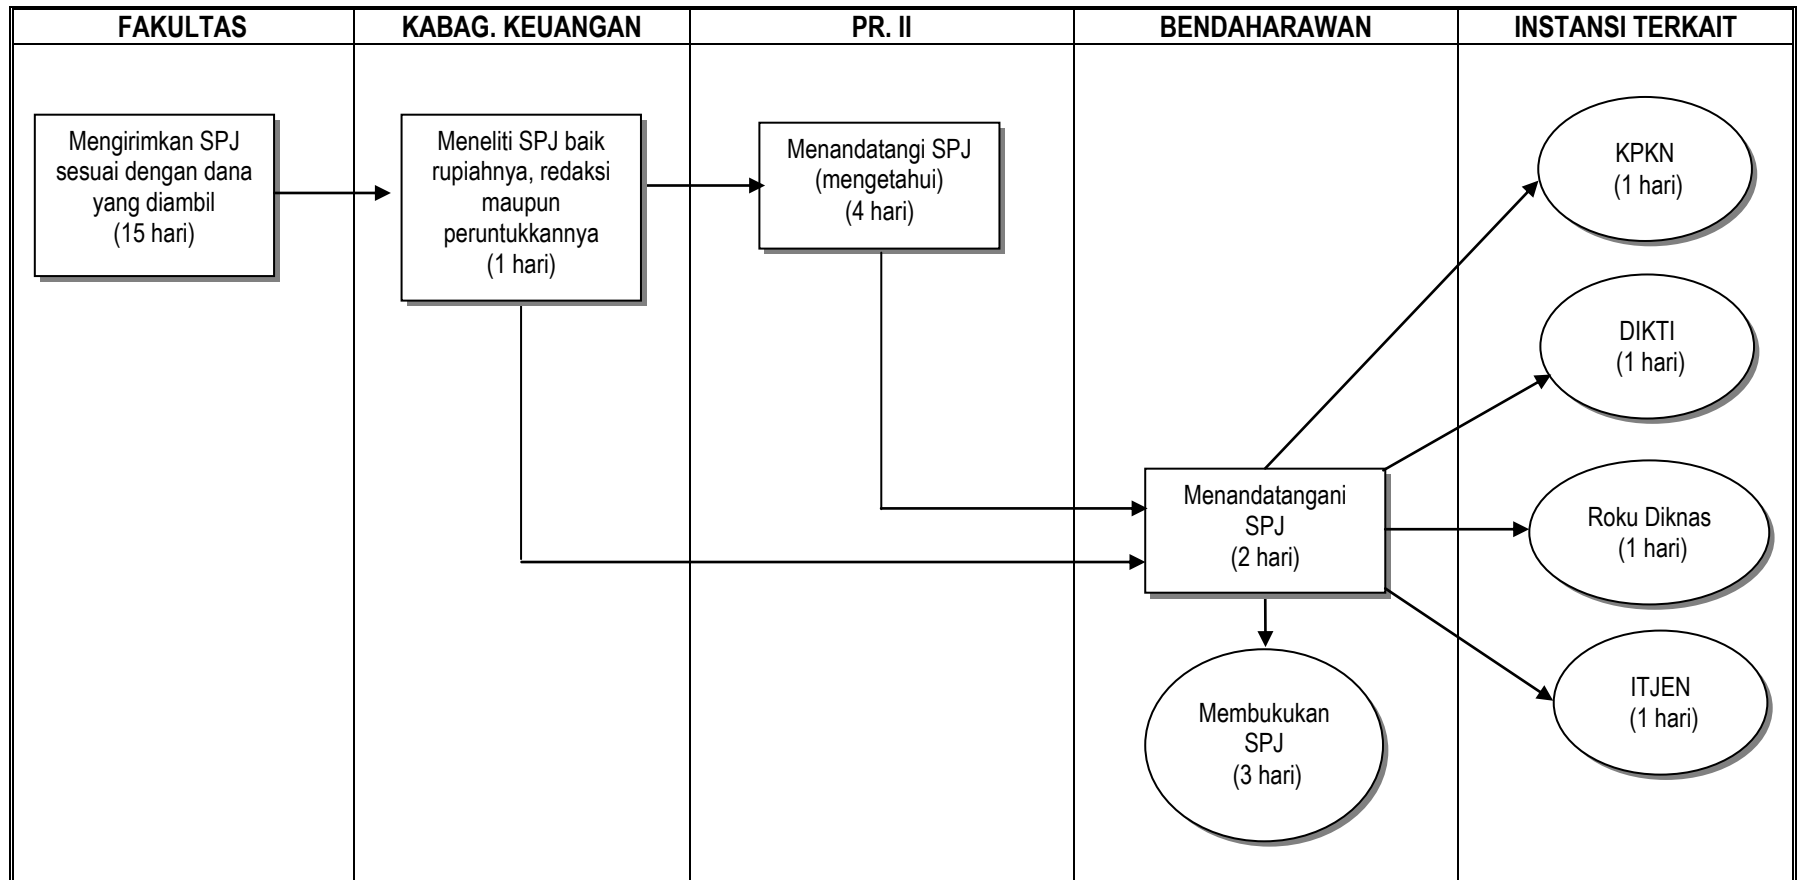 FAKULTAS
KABAG. KEUANGAN
PR. II
BENDAHARAWAN
INSTANSI TERKAIT
Mengirimkan SPJ
sesuai dengan dana
yang diambil
(15 hari)
Meneliti SPJ baik
rupiahnya, redaksi
maupun
peruntukkannya
(1 hari)
Menandatangi SPJ
(mengetahui)
(4 hari)
Menandatangani
SPJ
(2 hari)
Membukukan
SPJ
(3 hari)
KPKN
(1 hari)
DIKTI
(1 hari)
Roku Diknas
(1 hari)
ITJEN
(1 hari)